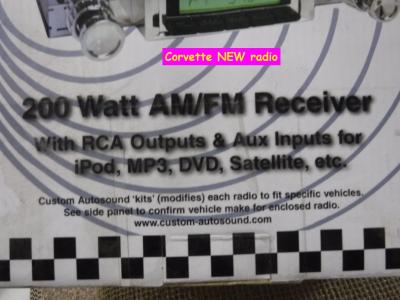 Corvette NEW radio
200 Watt AM/FM Receiver
With RCA Outputs & Aux Inputs for
iPod, MP3, DVD, Satellite, etc.
Custom Autosound 'kits' (modifies) each radio to fit specific vehicles.
See side panel to confirm vehicle make for enclosed radio.
www.custom-autosound.com